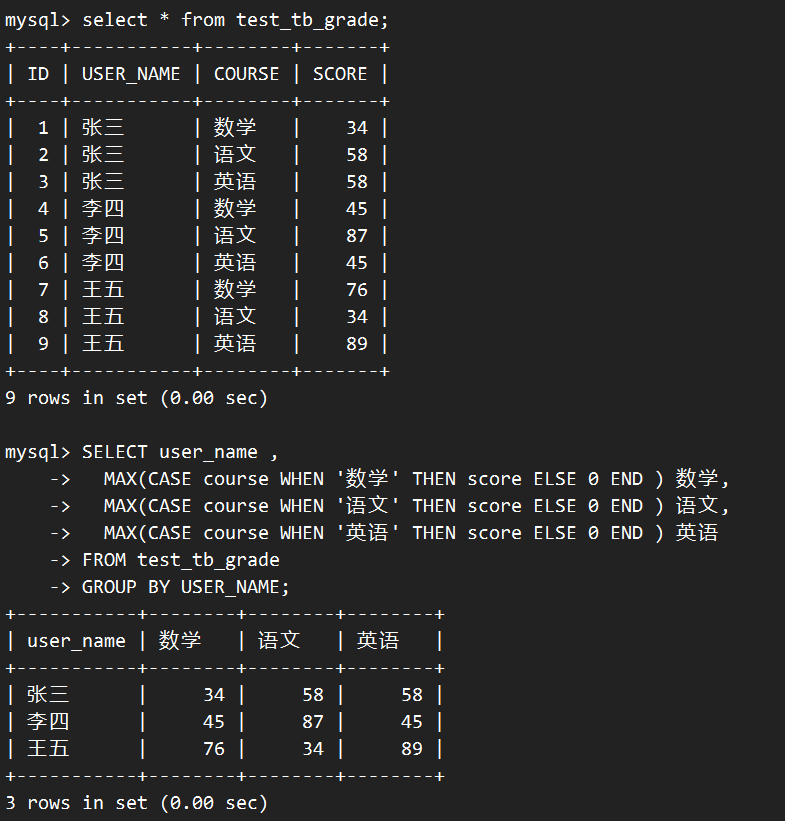 mysql> select * from test_tb_grade;
+----+-----------+--------+-------+
| ID | USER_NAME | COURSE | SCORE |
+----+-----------+--------+-------+
|  1 | 张三      | 数学   |    34 |
|  2 | 张三      | 语文   |    58 |
|  3 | 张三      | 英语   |    58 |
|  4 | 李四      | 数学   |    45 |
|  5 | 李四      | 语文   |    87 |
|  6 | 李四      | 英语   |    45 |
|  7 | 王五      | 数学   |    76 |
|  8 | 王五      | 语文   |    34 |
|  9 | 王五      | 英语   |    89 |
+----+-----------+--------+-------+
9 rows in set (0.00 sec)

mysql> SELECT user_name ,
    ->   MAX(CASE course WHEN '数学' THEN score ELSE 0 END ) 数学,
    ->   MAX(CASE course WHEN '语文' THEN score ELSE 0 END ) 语文,
    ->   MAX(CASE course WHEN '英语' THEN score ELSE 0 END ) 英语
    -> FROM test_tb_grade
    -> GROUP BY USER_NAME;
+-----------+--------+--------+--------+
| user_name | 数学   | 语文   | 英语   |
+-----------+--------+--------+--------+
| 张三      |     34 |     58 |     58 |
| 李四      |     45 |     87 |     45 |
| 王五      |     76 |     34 |     89 |
+-----------+--------+--------+--------+
3 rows in set (0.00 sec)